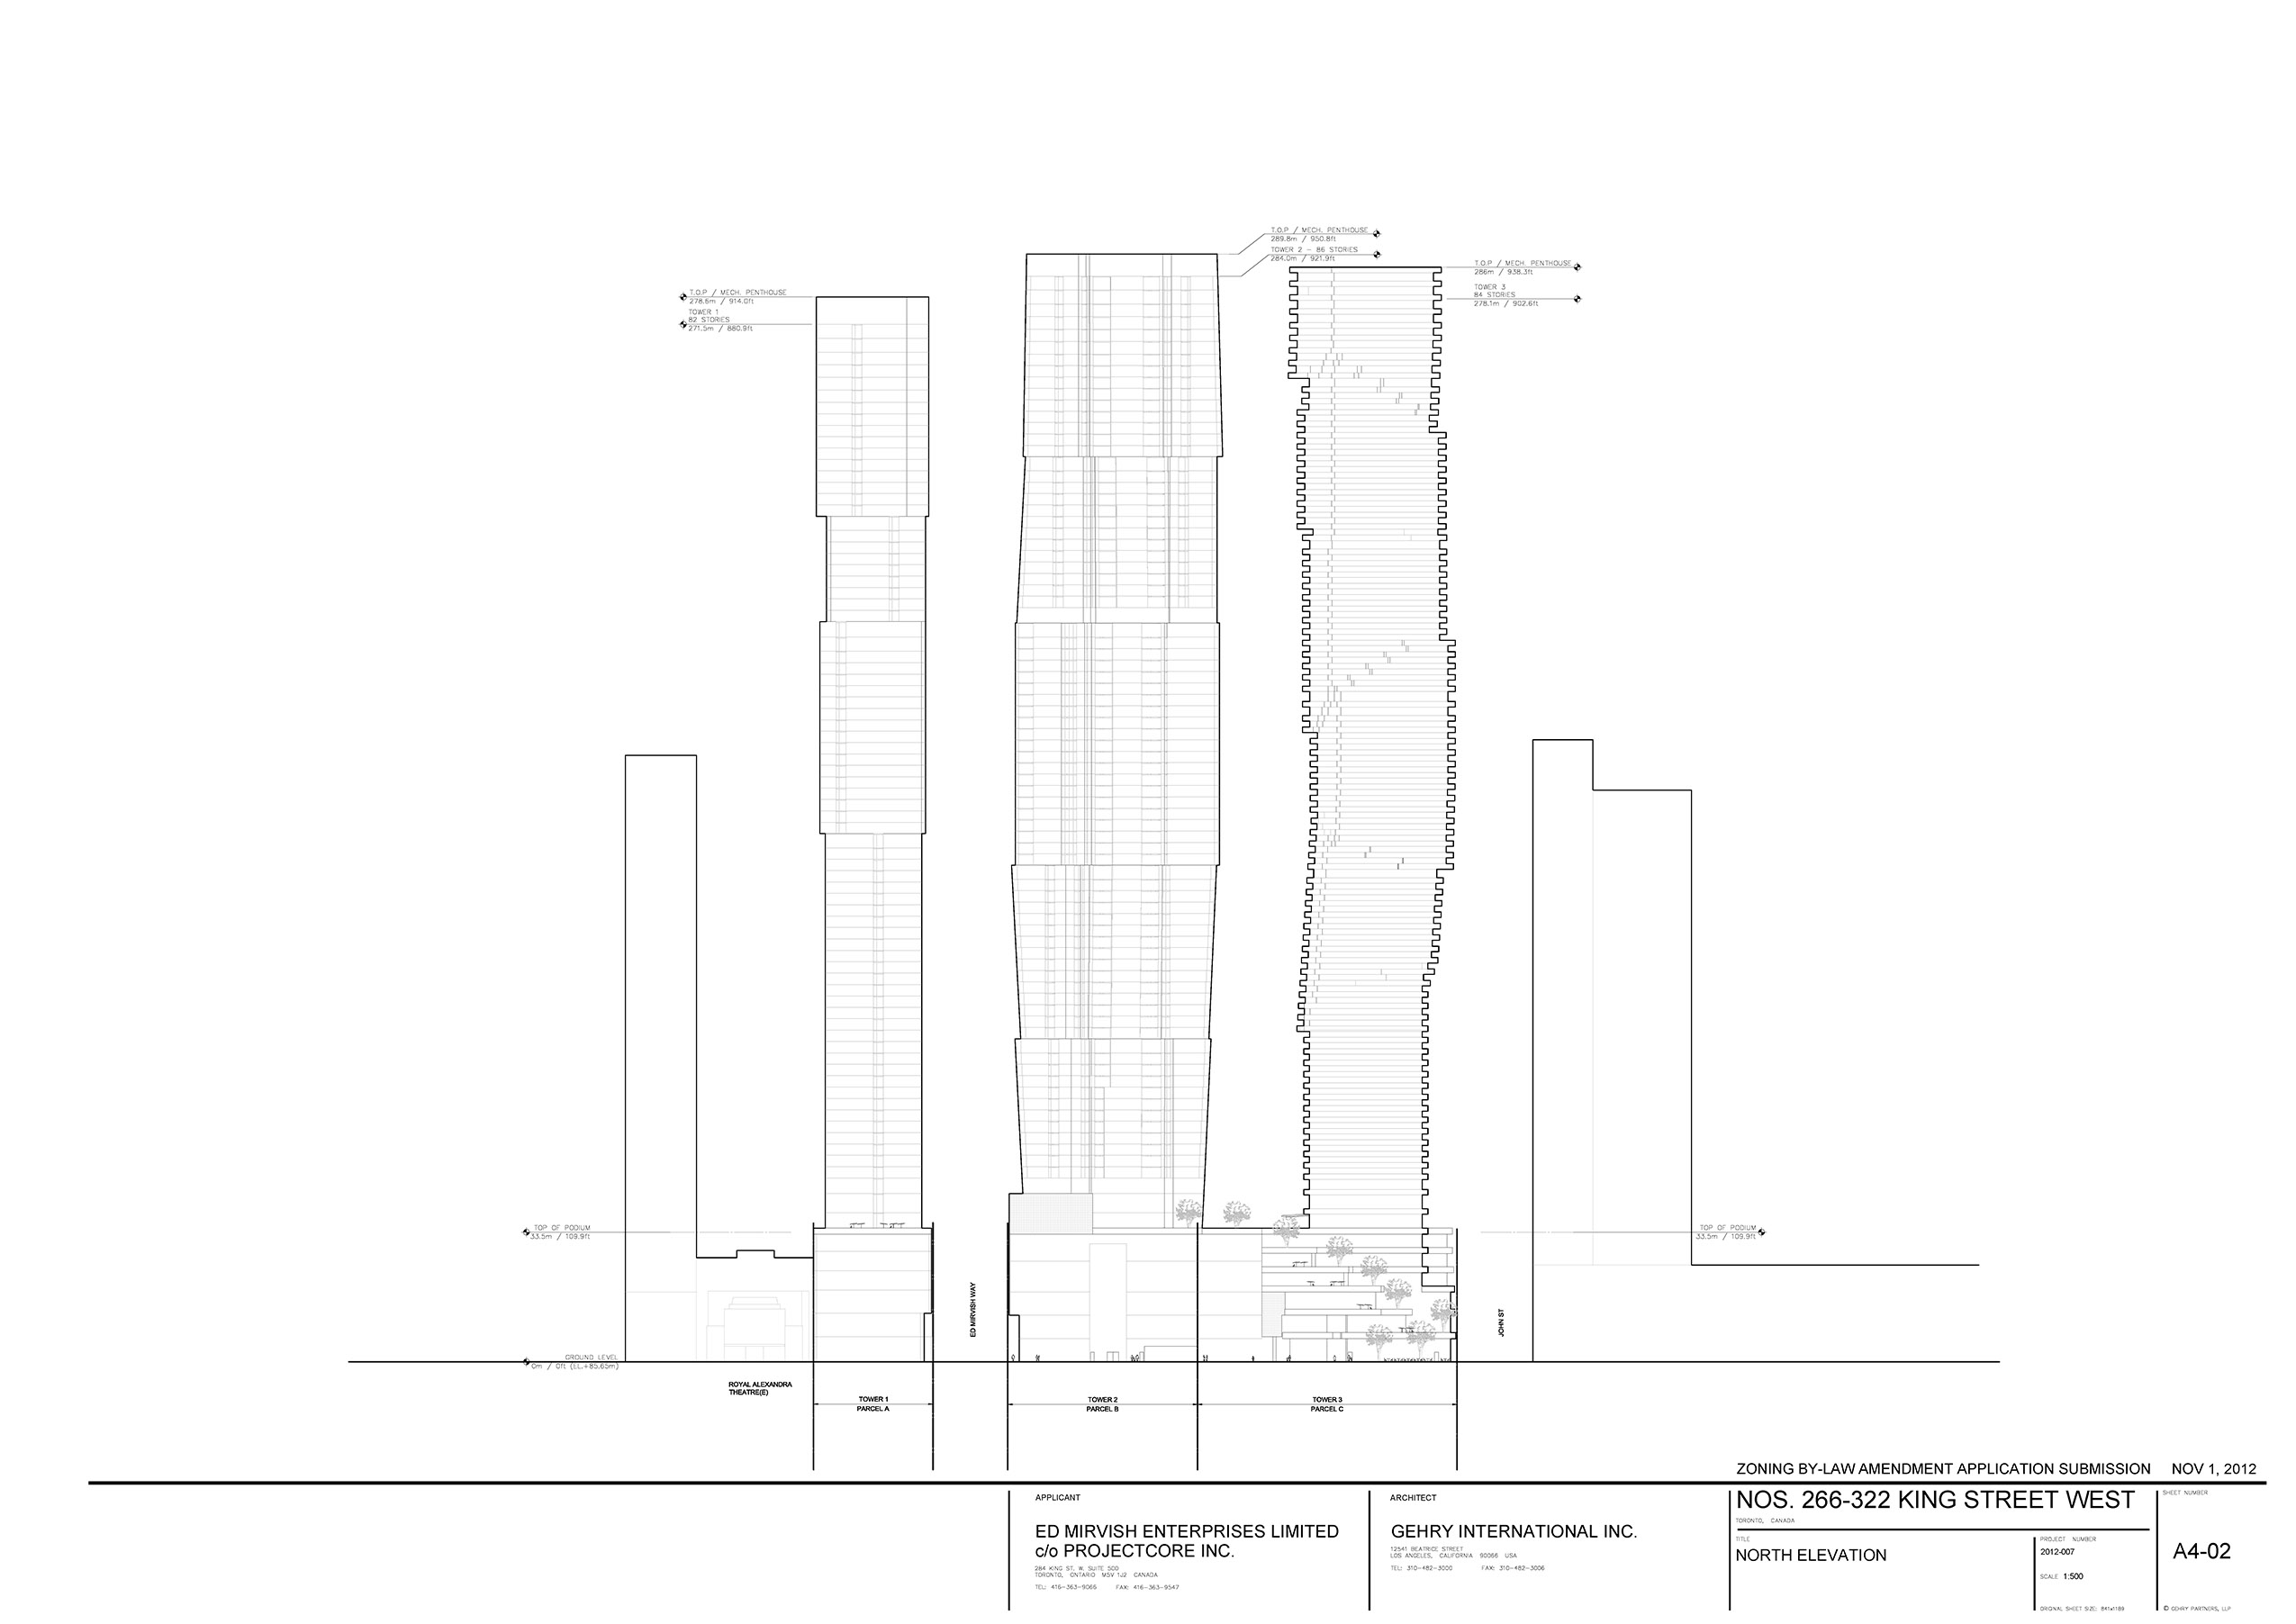 T.O.P / MECH. PENTHOUSE
289.8m / 950.8ft
TOWER 2 - 86 STORIES
284.0m / 921.9ft
T.O.P / MECH. PENTHOUSE
286m / 938.3ft
TOWER 3
84 STORIES
278.1m / 902.6ft
T.O.P / MECH. PENTHOUSE
278.6m / 914.0ft
TOWER 1
82 STORIES
271.5m / 880.9ft
TOP OF PODIUM
33.5m / 109.9ft
TOP OF PODIUM
33.5m / 109.9ft
ED MIRVISH WAY
JOHN ST
GROUND LEVEL
0m / 0ft (EL.+85.65m)
ROYAL ALEXANDRA
THEATRE(E)
TOWER 1
PARCEL A
TOWER 2
PARCEL B
TOWER 3
PARCEL C
ZONING BY-LAW AMENDMENT APPLICATION SUBMISSION NOV 1, 2012
APPLICANT
ED MIRVISH ENTERPRISES LIMITED
c/o PROJECTCORE INC.
284 KING ST. W. SUITE 500
TORONTO, ONTARIO M5V 1J2 CANADA
TEL: 416-363-9066 FAX: 416-363-9547
ARCHITECT
GEHRY INTERNATIONAL INC.
12541 BEATRICE STREET
LOS ANGELES, CALIFORNIA 90066 USA
TEL: 310-482-3000 FAX: 310-482-3006
NOS. 266-322 KING STREET WEST
TORONTO, CANADA
TITLE
NORTH ELEVATION
PROJECT NUMBER
2012-007
SCALE 1:500
ORIGINAL SHEET SIZE: 841x1189
SHEET NUMBER
A4-02
© GEHRY PARTNERS, LLP